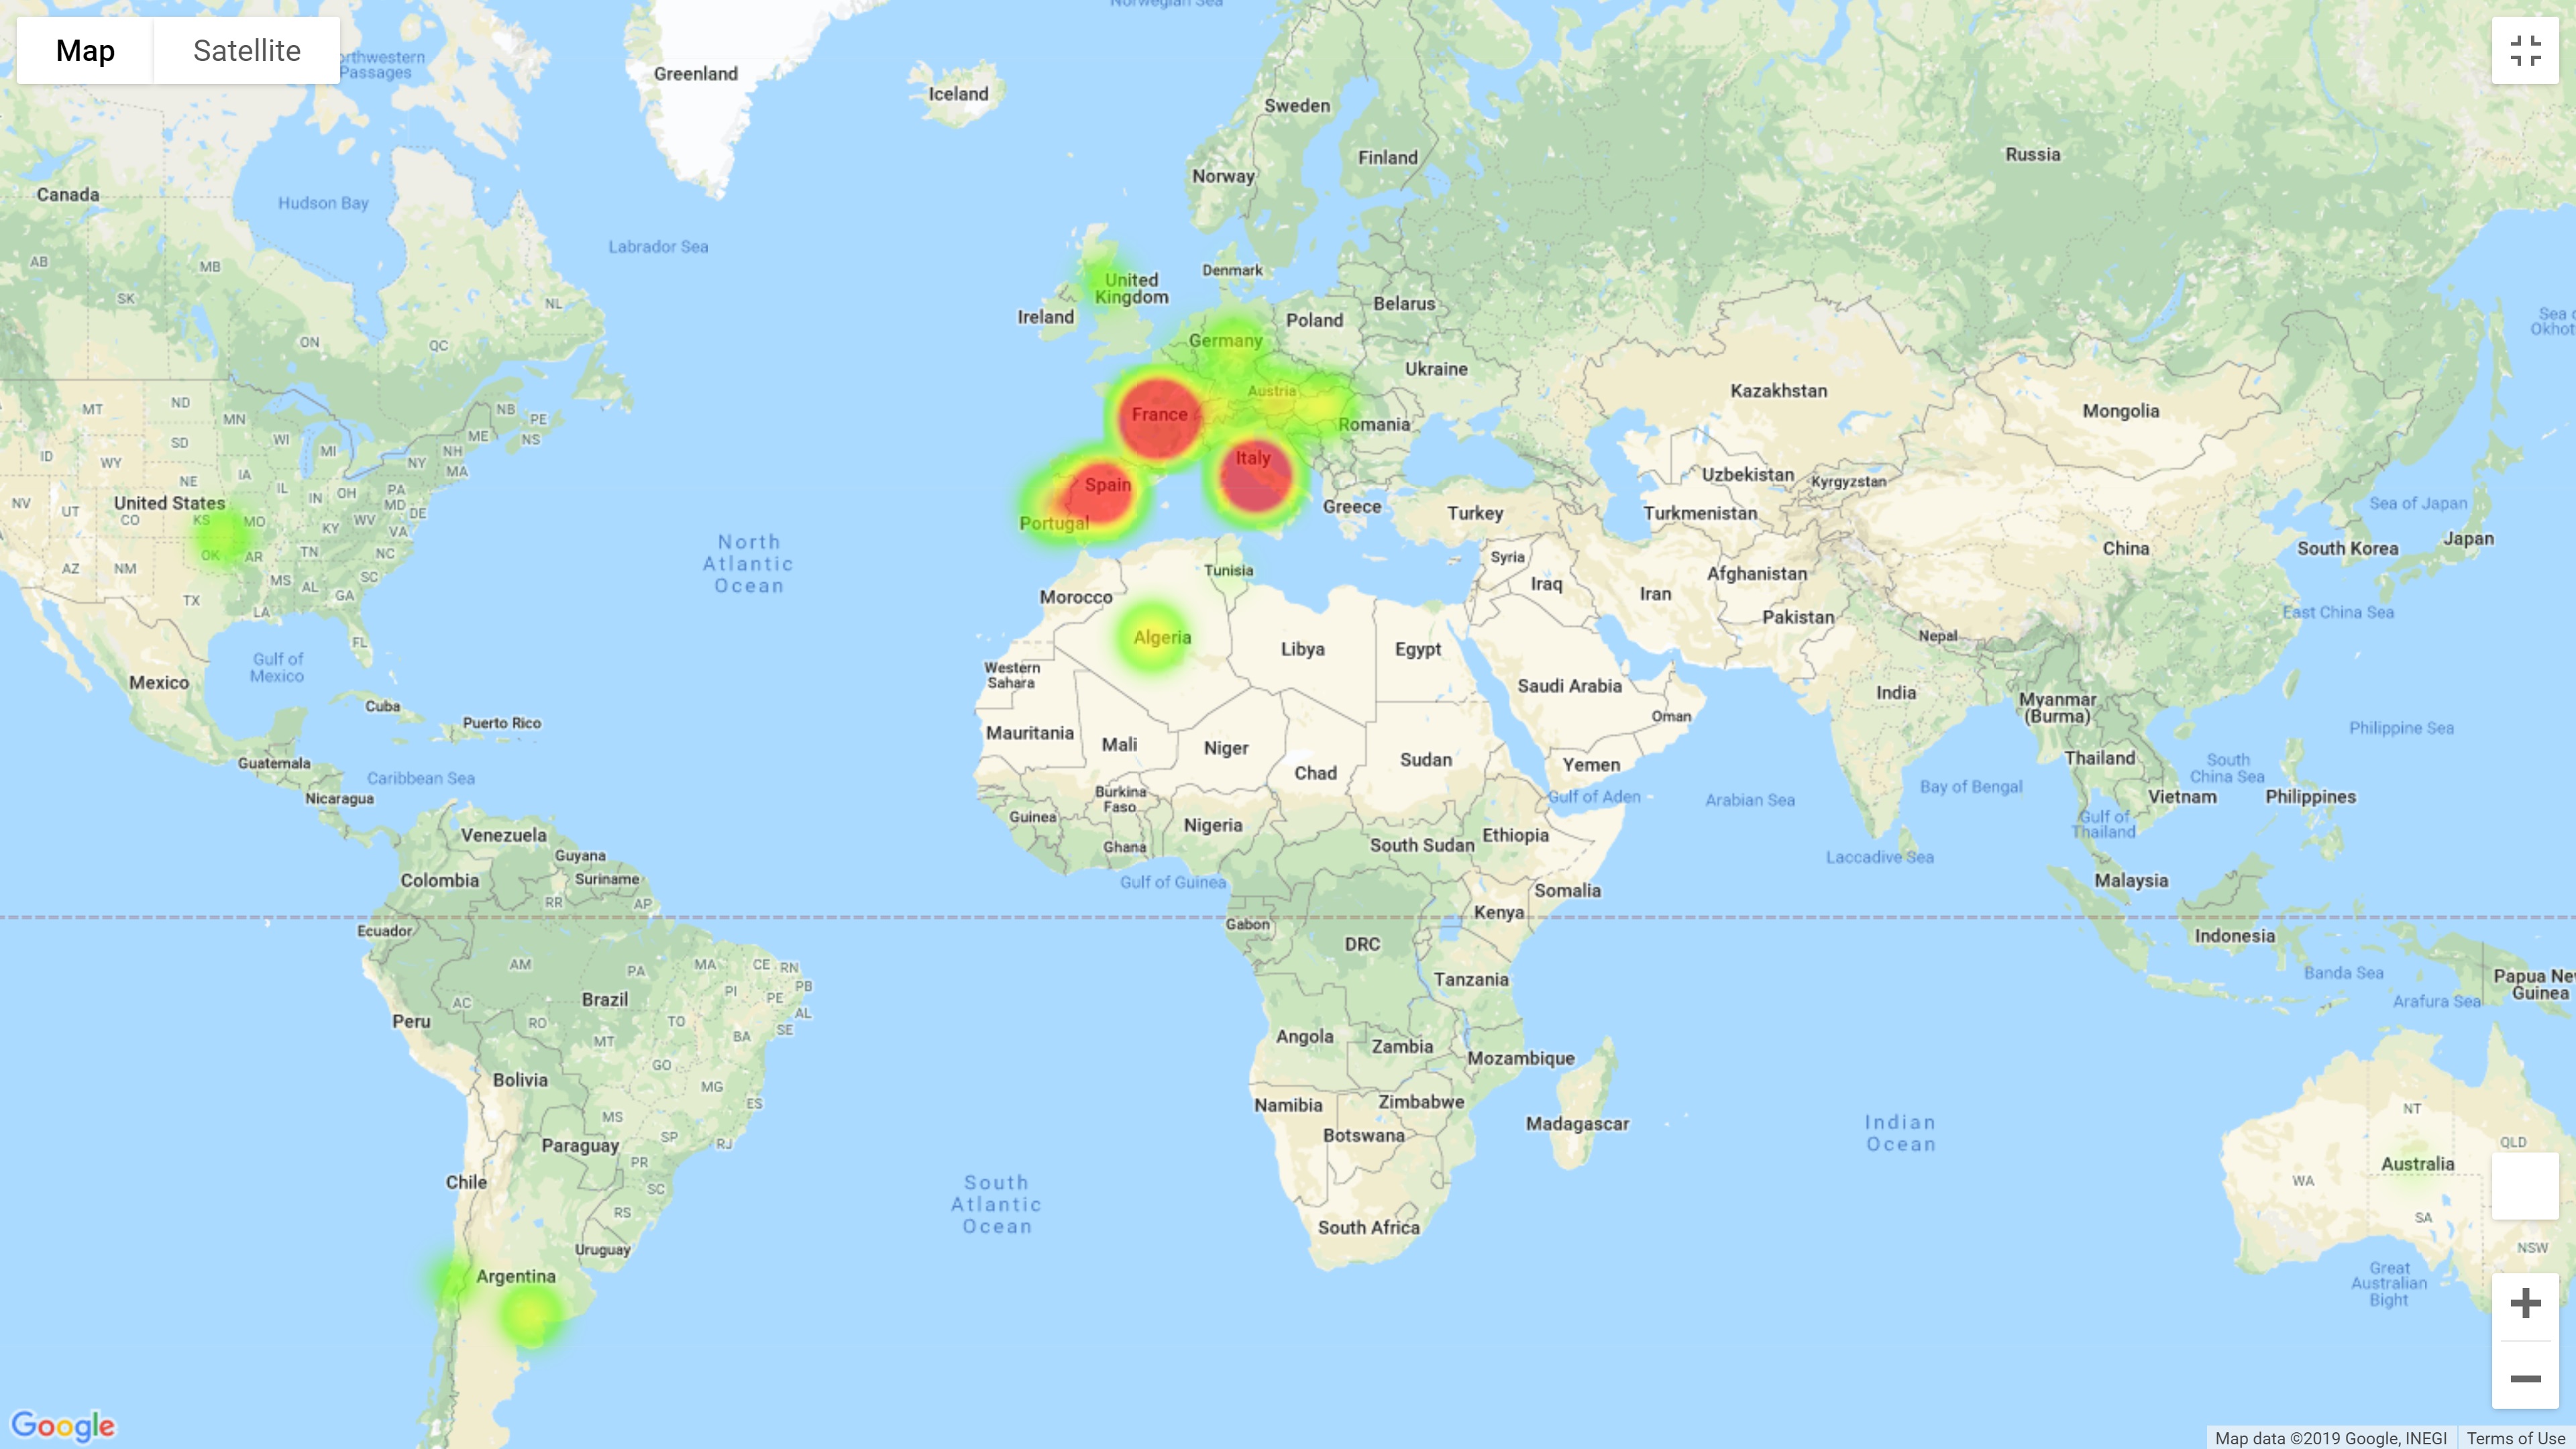 Map
Satellite
Norwegian Sea
Northwestern
Passages
Greenland
Iceland
Sweden
Finland
Norway
Russia
Canada
Hudson Bay
Labrador Sea
AB
MB
SK
NL
ON
QC
United
Kingdom
Denmark
Ireland
Belarus
Poland
Germany
Ukraine
Austria
France
Romania
Kazakhstan
Mongolia
Sea o
Okhot
MT
ND
MN
NB
PE
NS
ME
SD
WI
MI
NH
MA
NY
ID
WY
IA
NE
IL
IN
OH
PA
MD
DE
NV
UT
United States
CO
KS
MO
KY
WV
VA
OK
AR
TN
NC
AZ
NM
MS
AL
SC
GA
TX
LA
FL
Italy
Spain
Portugal
Greece
Turkey
Uzbekistan
Kyrgyzstan
Turkmenistan
Sea of Japan
China
South Korea
Japan
North
Atlantic
Ocean
Tunisia
Syria
Iraq
Iran
Afghanistan
Pakistan
Morocco
Algeria
Libya
Egypt
Nepal
East China Sea
Gulf of
Mexico
Mexico
Cuba
Puerto Rico
Western
Sahara
Saudi Arabia
Oman
India
Myanmar
(Burma)
Philippine Sea
Mauritania
Mali
Niger
Chad
Sudan
Yemen
Thailand
South
China Sea
Guatemala
Caribbean Sea
Nicaragua
Burkina
Faso
Gulf of Aden
Arabian Sea
Bay of Bengal
Vietnam
Philippines
Guinea
Nigeria
Ghana
South Sudan
Ethiopia
Gulf of
Thailand
Laccadive Sea
Venezuela
Guyana
Suriname
Colombia
Gulf of Guinea
Somalia
Malaysia
RR
AP
Ecuador
Gabon
Kenya
DRC
Indonesia
Tanzania
Banda Sea
Papua New
Guinea
Arafura Sea
AM
PA
MA
CE
RN
PB
PI
PE
AL
SE
AC
Brazil
Peru
RO
TO
BA
MT
GO
MG
ES
Bolivia
MS
SP
RJ
Paraguay
PR
SC
RS
Chile
Uruguay
Argentina
Angola
Zambia
Mozambique
Namibia
Zimbabwe
Botswana
Madagascar
South Africa
South
Atlantic
Ocean
Indian
Ocean
NT
QLD
Australia
WA
SA
NSW
Great
Australian
Bight
Google
Map data ©2019 Google, INEGI
Terms of Use